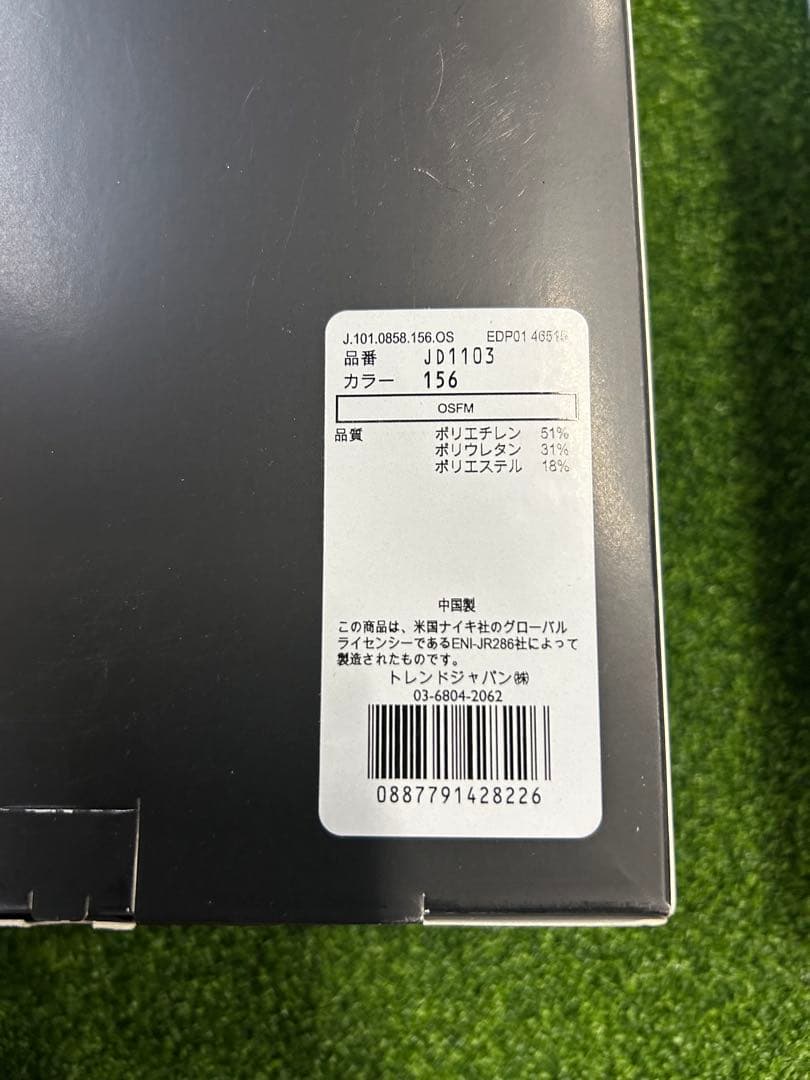 J.101.0858.156.OS EDP01 46515
品番 JD1103
カラー 156
OSFM
品質 ポリエチレン 51%
ポリウレタン 31%
ポリエステル 18%
中国製
この商品は、米国ナイキ社のグローバル
ライセンシーであるENI-JR286社によって
製造されたものです。
トレンドジャパン㈱
03-6804-2062
0887791428226